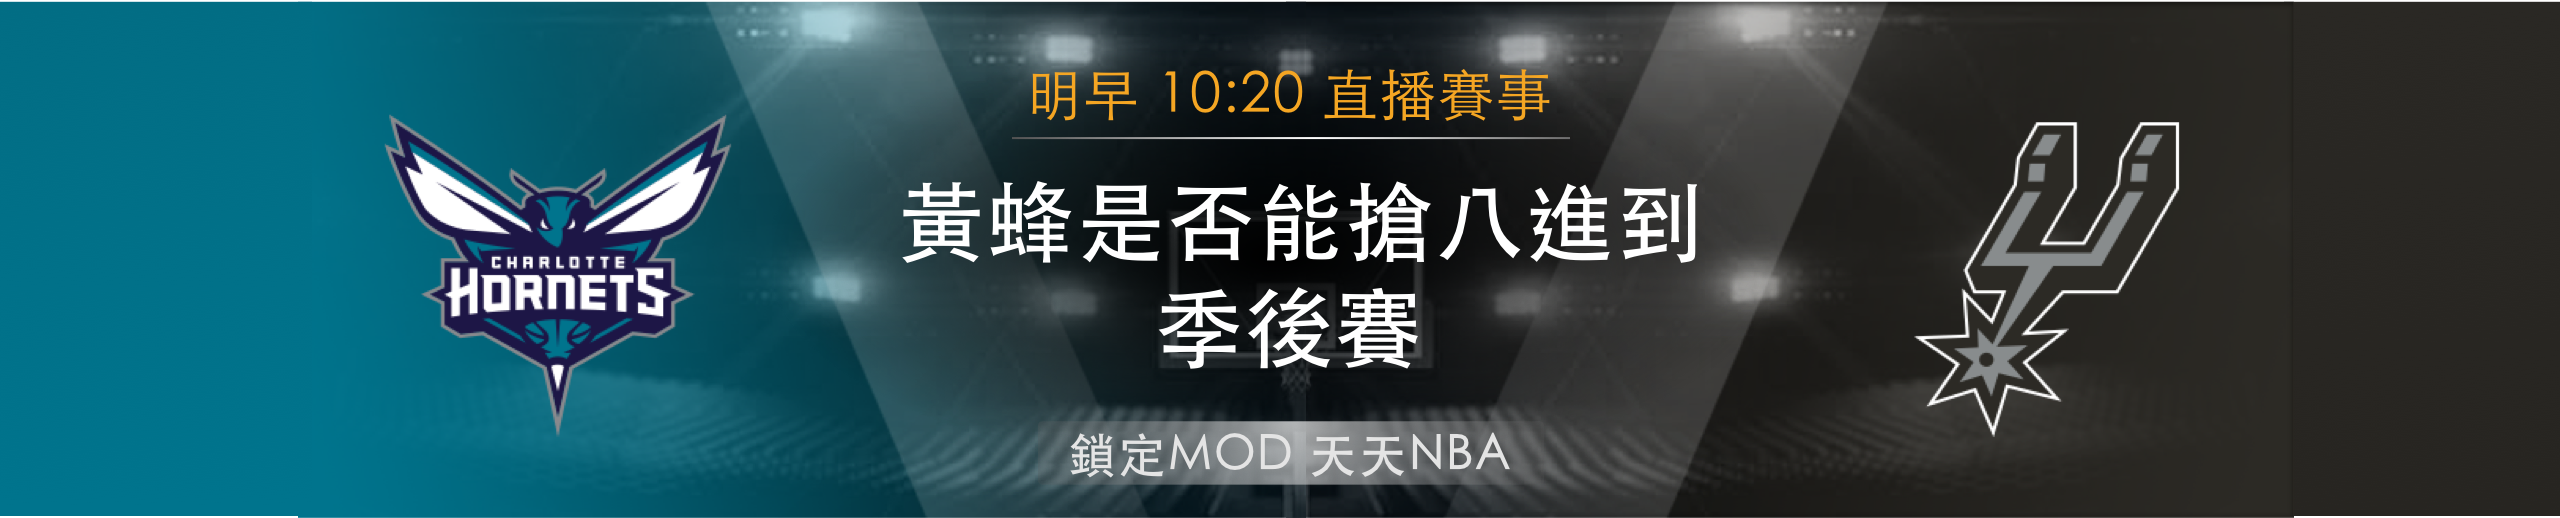 明早 10:20 直播賽事
CHARLOTTE
HORNETS
黃蜂是否能搶八進到
季後賽
鎖定MOD 天天NBA